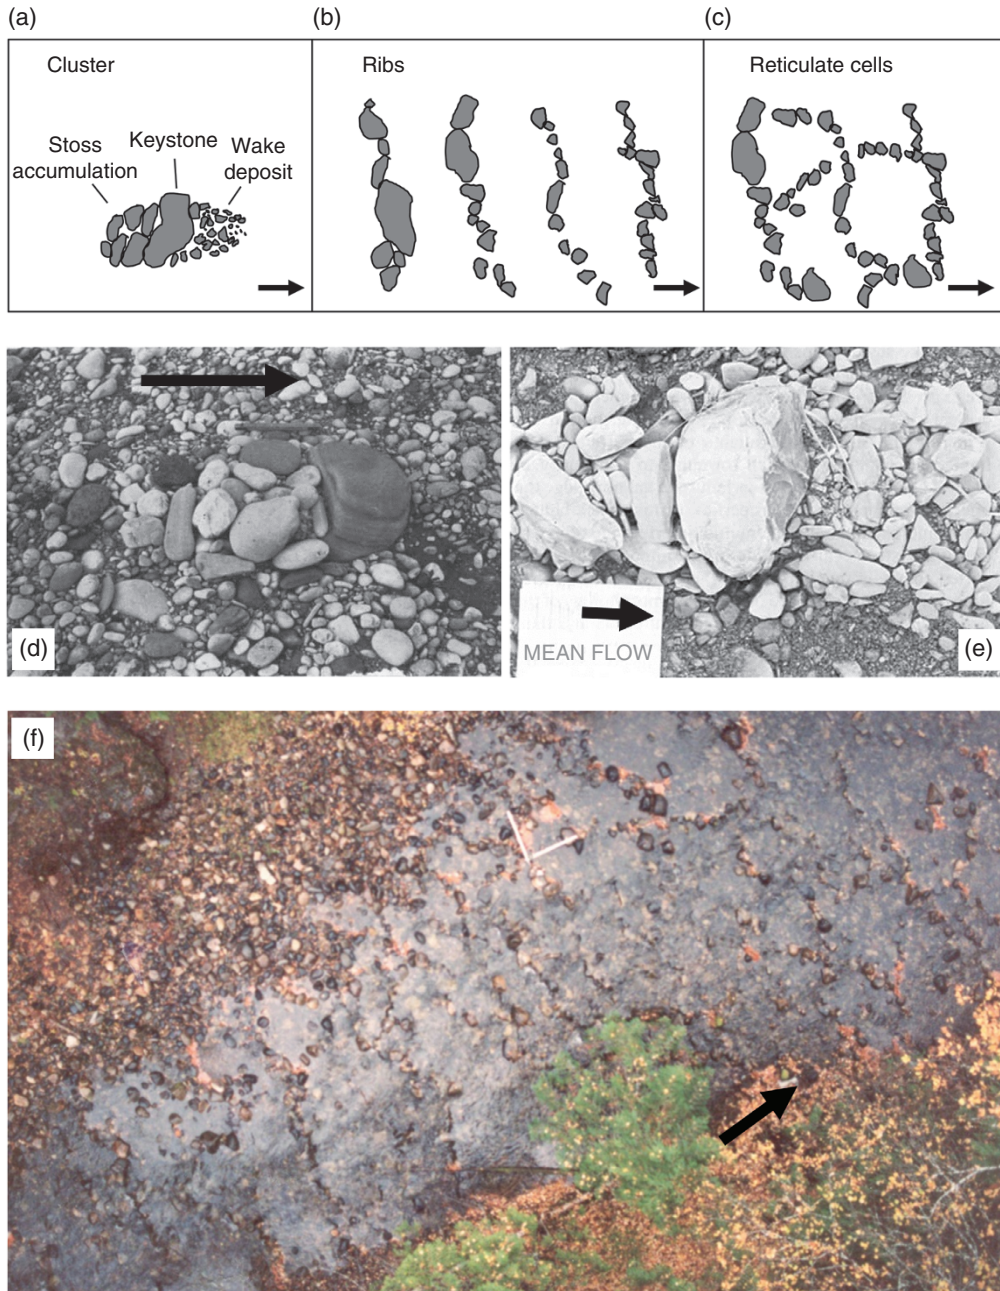 (a)
(b)
(c)
Cluster
Ribs
Reticulate cells
Stoss
accumulation
Keystone
Wake
deposit
(d)
MEAN FLOW
(e)
(f)